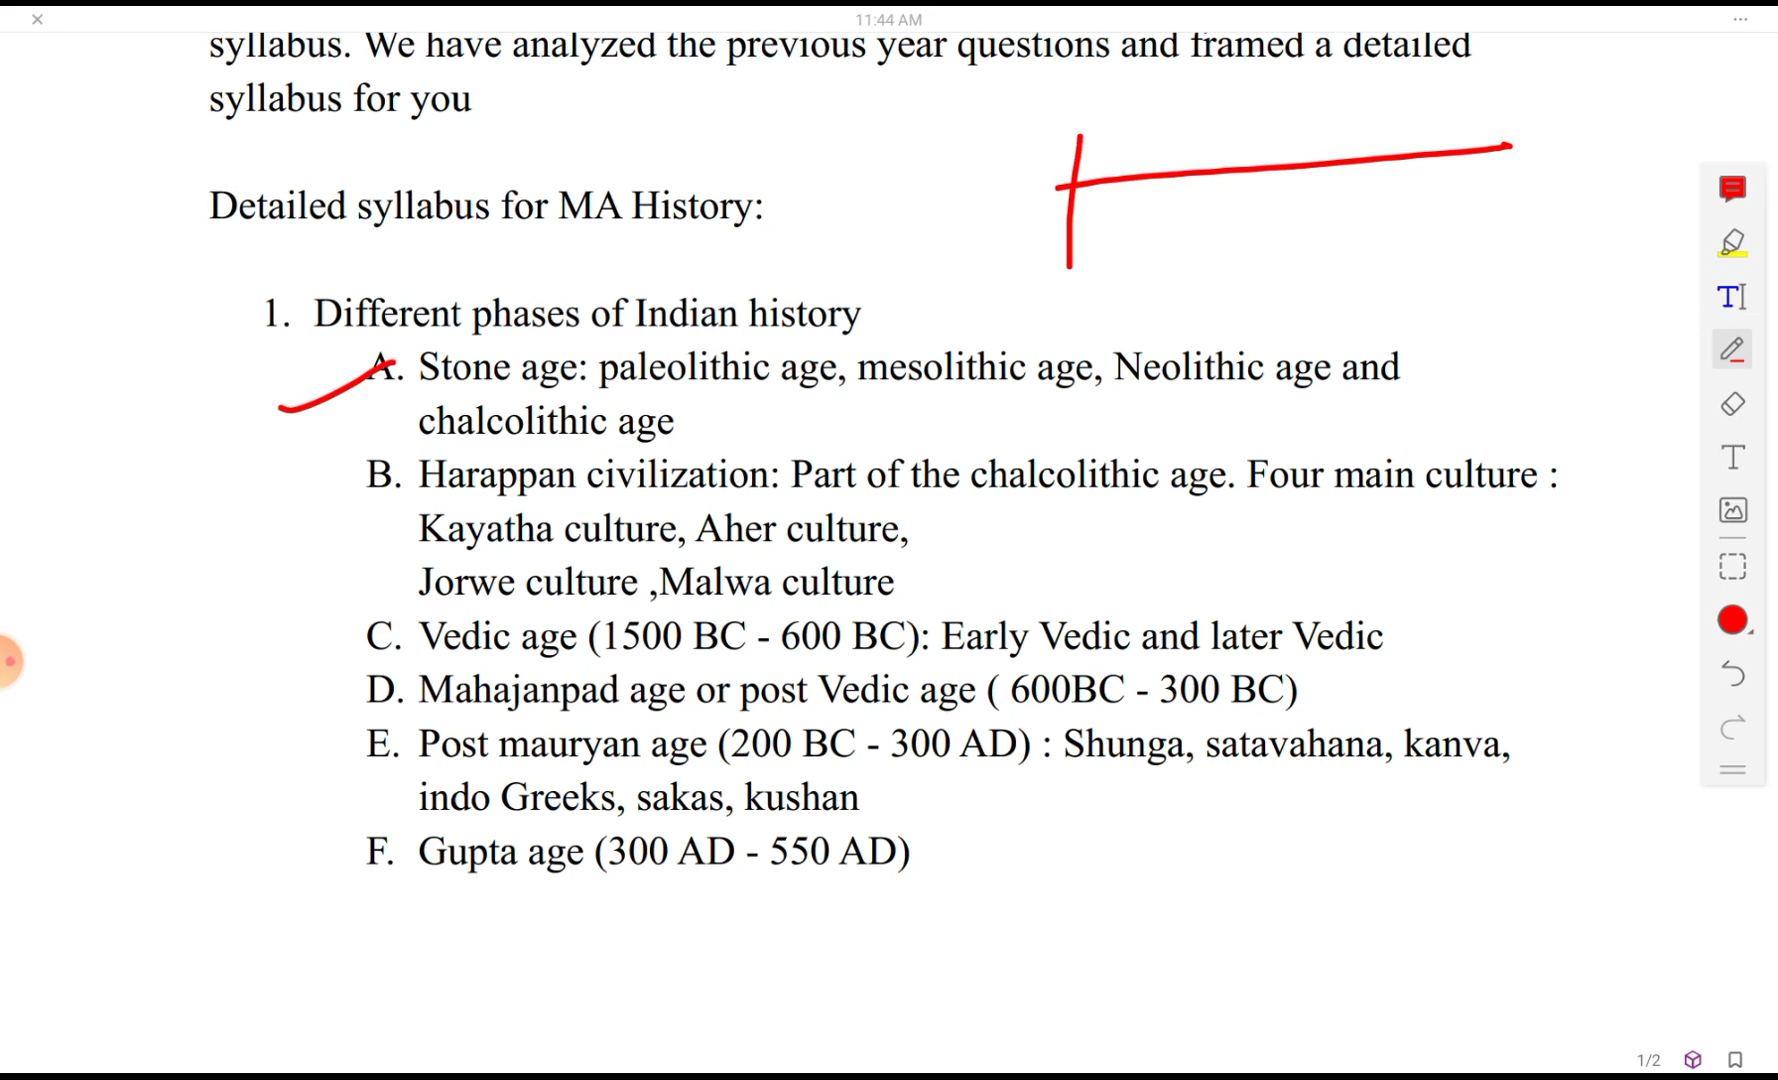 11:44 AM
syllabus. We have analyzed the previous year questions and framed a detailed
syllabus for you
Detailed syllabus for MA History:
1. Different phases of Indian history
A. Stone age: paleolithic age, mesolithic age, Neolithic age and
chalcolithic age
B. Harappan civilization: Part of the chalcolithic age. Four main culture :
Kayatha culture, Aher culture,
Jorwe culture ,Malwa culture
C. Vedic age (1500 BC - 600 BC): Early Vedic and later Vedic
D. Mahajanpad age or post Vedic age ( 600BC - 300 BC)
E. Post mauryan age (200 BC - 300 AD) : Shunga, satavahana, kanva,
indo Greeks, sakas, kushan
F. Gupta age (300 AD - 550 AD)
1/2